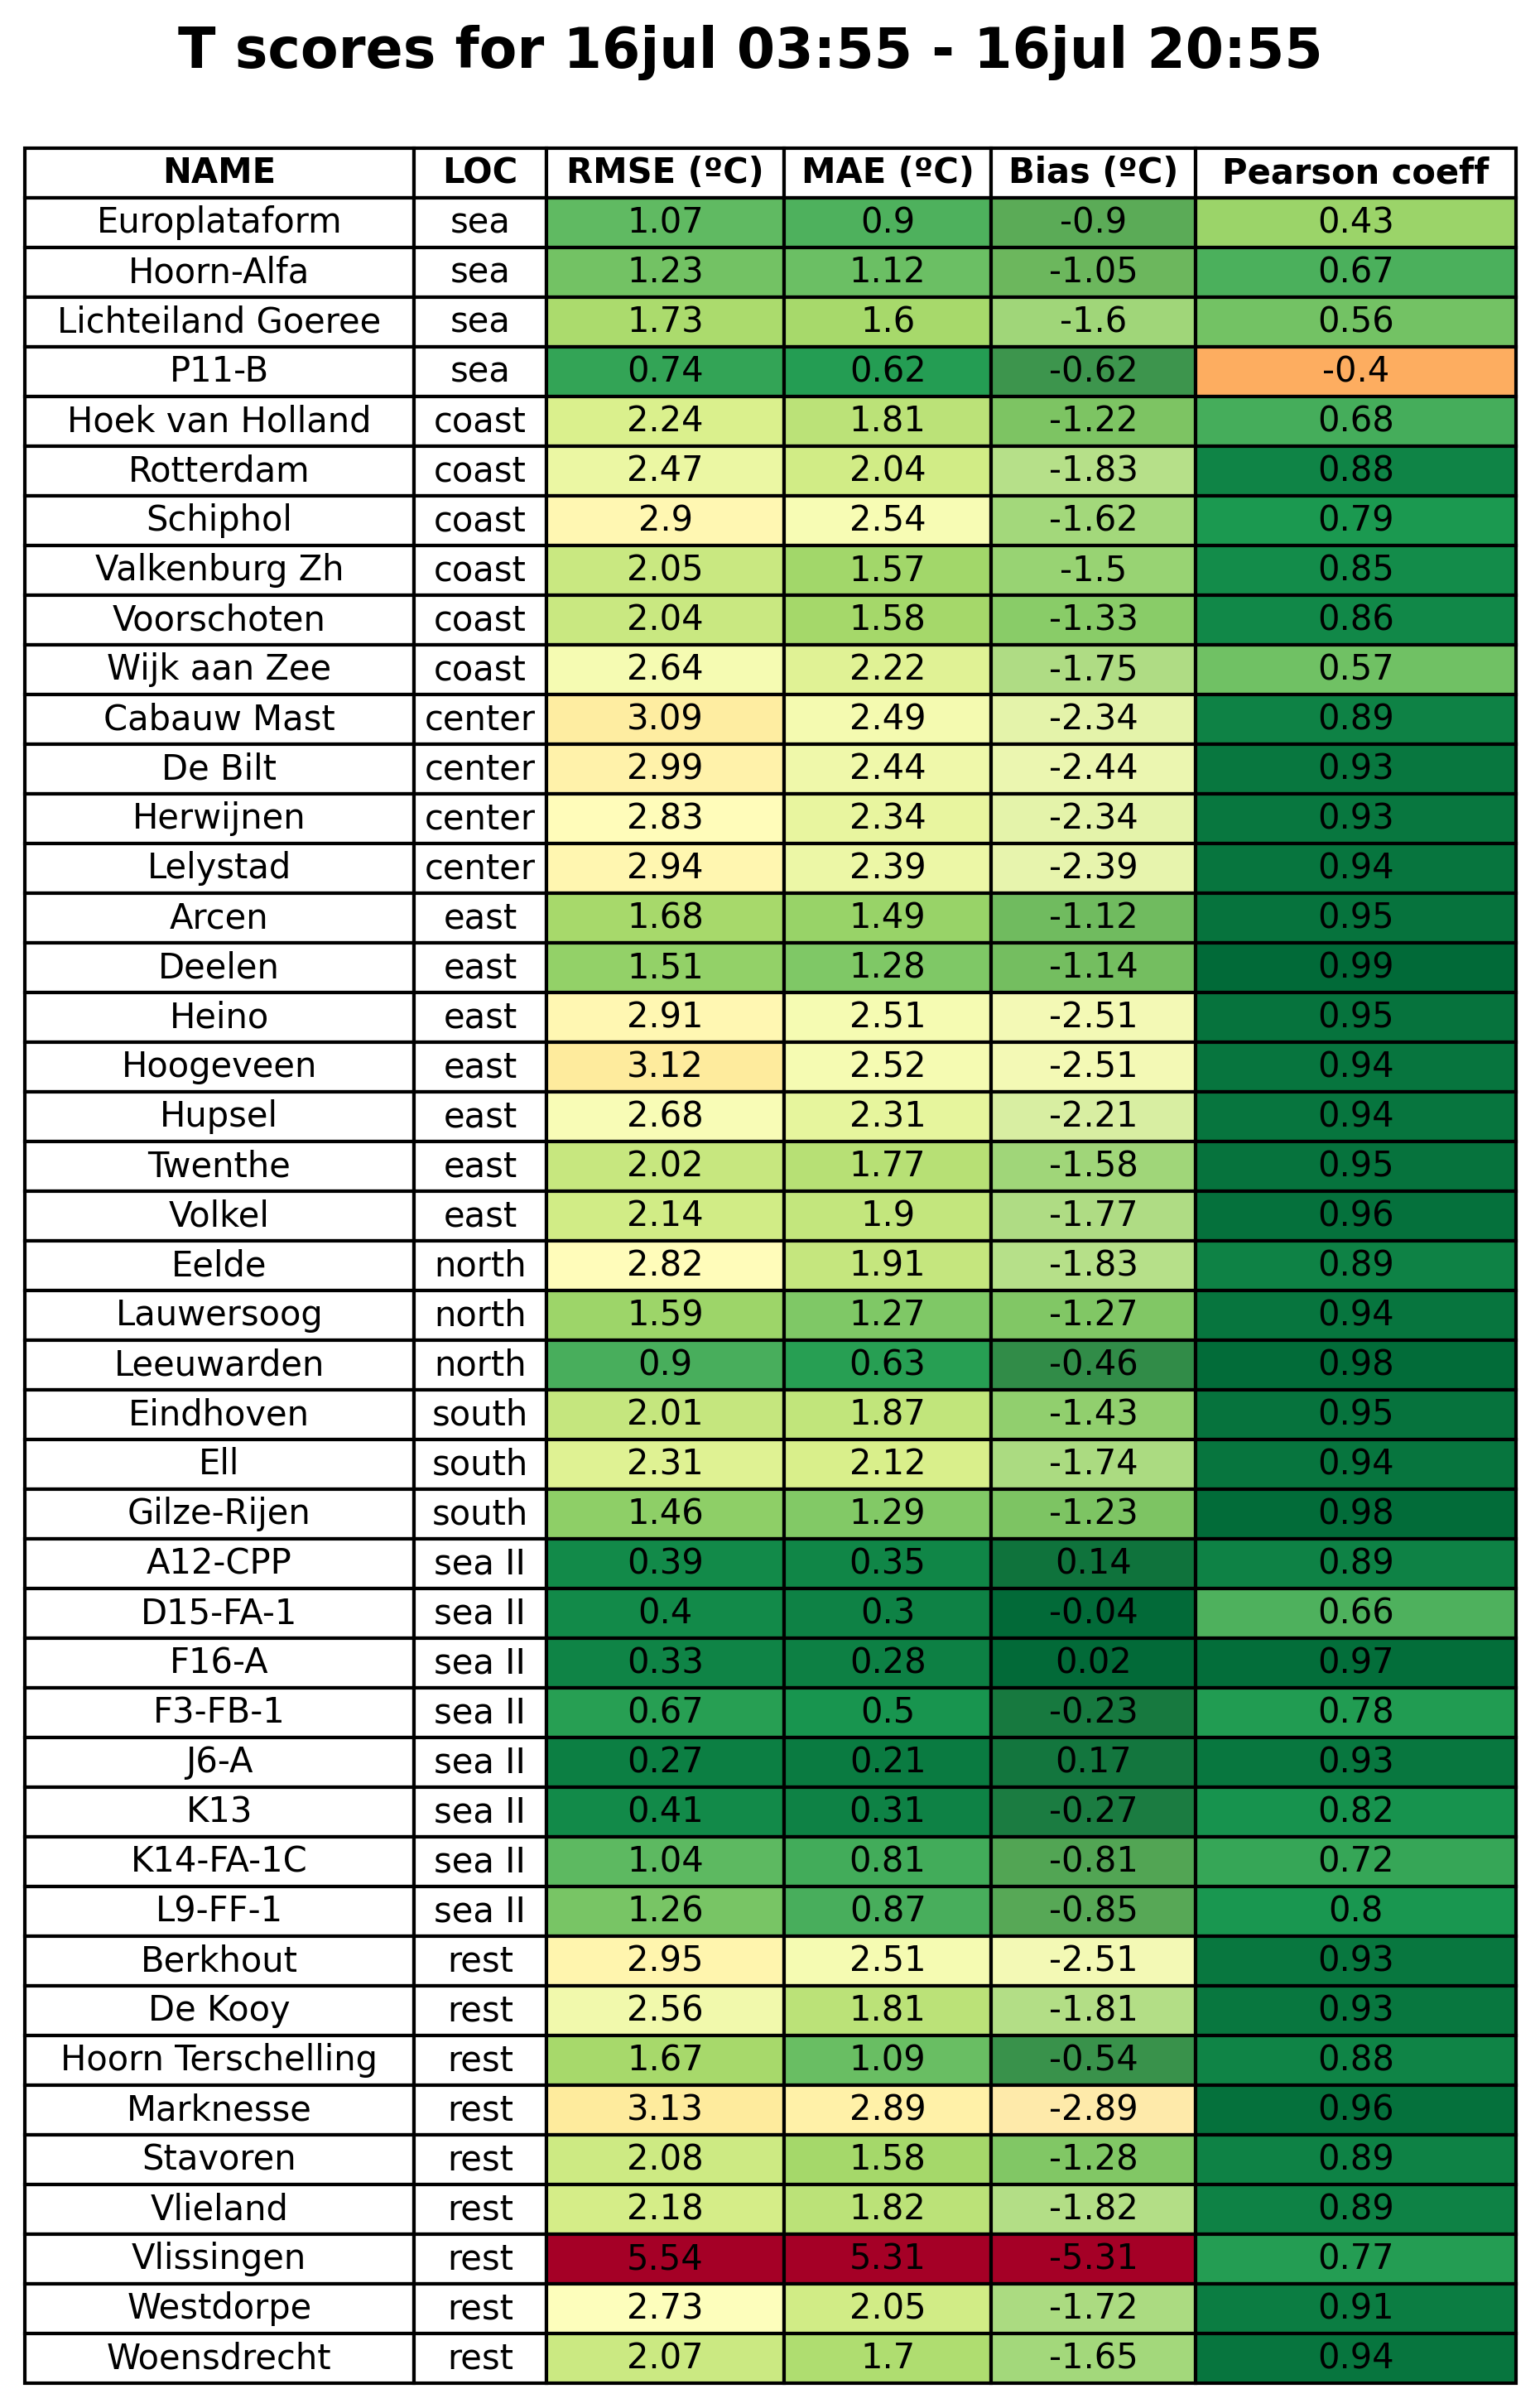 T scores for 16jul 03:55 - 16jul 20:55
NAME LOC RMSE (ºC) MAE (ºC) Bias (ºC) Pearson coeff
Europlataform sea 1.07 0.9 -0.9 0.43
Hoorn-Alfa sea 1.23 1.12 -1.05 0.67
Lichteiland Goeree sea 1.73 1.6 -1.6 0.56
P11-B sea 0.74 0.62 -0.62 -0.4
Hoek van Holland coast 2.24 1.81 -1.22 0.68
Rotterdam coast 2.47 2.04 -1.83 0.88
Schiphol coast 2.9 2.54 -1.62 0.79
Valkenburg Zh coast 2.05 1.57 -1.5 0.85
Voorschoten coast 2.04 1.58 -1.33 0.86
Wijk aan Zee coast 2.64 2.22 -1.75 0.57
Cabauw Mast center 3.09 2.49 -2.34 0.89
De Bilt center 2.99 2.44 -2.44 0.93
Herwijnen center 2.83 2.34 -2.34 0.93
Lelystad center 2.94 2.39 -2.39 0.94
Arcen east 1.68 1.49 -1.12 0.95
Deelen east 1.51 1.28 -1.14 0.99
Heino east 2.91 2.51 -2.51 0.95
Hoogeveen east 3.12 2.52 -2.51 0.94
Hupsel east 2.68 2.31 -2.21 0.94
Twenthe east 2.02 1.77 -1.58 0.95
Volkel east 2.14 1.9 -1.77 0.96
Eelde north 2.82 1.91 -1.83 0.89
Lauwersoog north 1.59 1.27 -1.27 0.94
Leeuwarden north 0.9 0.63 -0.46 0.98
Eindhoven south 2.01 1.87 -1.43 0.95
Ell south 2.31 2.12 -1.74 0.94
Gilze-Rijen south 1.46 1.29 -1.23 0.98
A12-CPP sea II 0.39 0.35 0.14 0.89
D15-FA-1 sea II 0.4 0.3 -0.04 0.66
F16-A sea II 0.33 0.28 0.02 0.97
F3-FB-1 sea II 0.67 0.5 -0.23 0.78
J6-A sea II 0.27 0.21 0.17 0.93
K13 sea II 0.41 0.31 -0.27 0.82
K14-FA-1C sea II 1.04 0.81 -0.81 0.72
L9-FF-1 sea II 1.26 0.87 -0.85 0.8
Berkhout rest 2.95 2.51 -2.51 0.93
De Kooy rest 2.56 1.81 -1.81 0.93
Hoorn Terschelling rest 1.67 1.09 -0.54 0.88
Marknesse rest 3.13 2.89 -2.89 0.96
Stavoren rest 2.08 1.58 -1.28 0.89
Vlieland rest 2.18 1.82 -1.82 0.89
Vlissingen rest 5.54 5.31 -5.31 0.77
Westdorpe rest 2.73 2.05 -1.72 0.91
Woensdrecht rest 2.07 1.7 -1.65 0.94